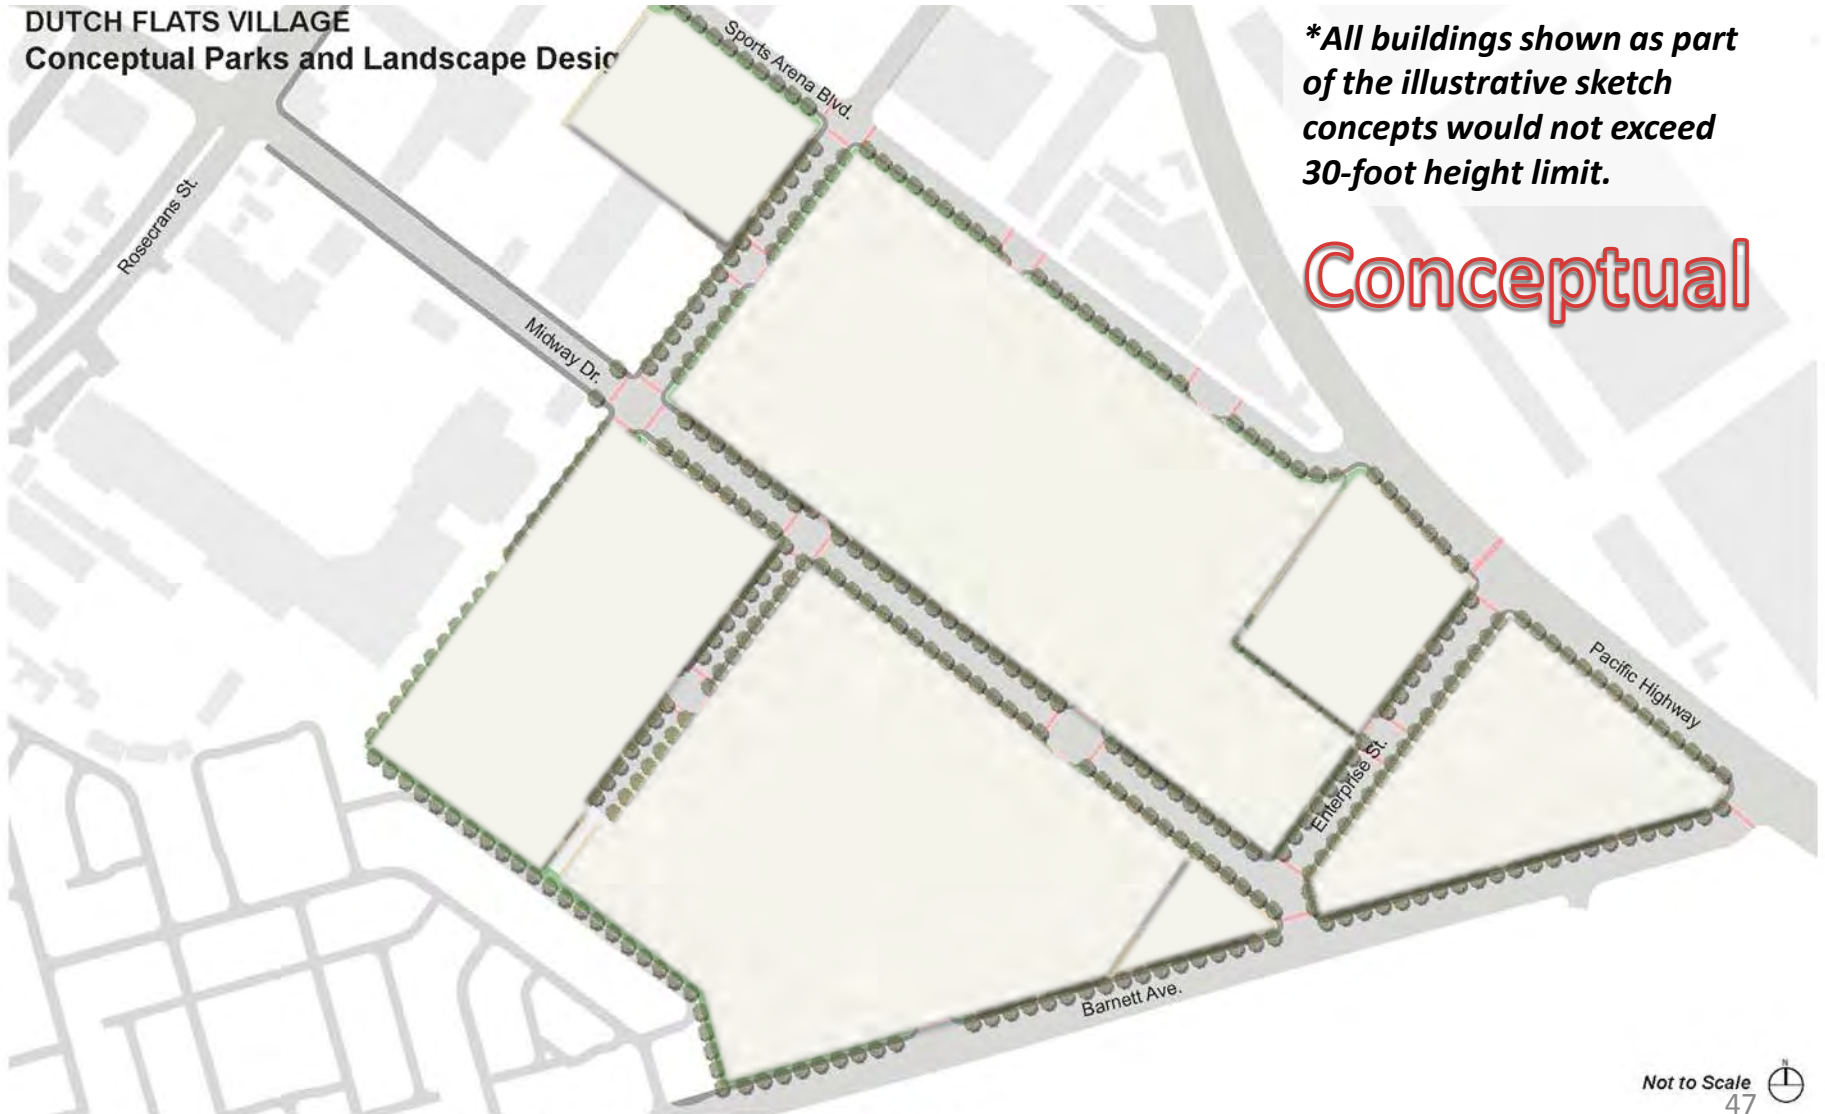 DUTCH FLATS VILLAGE
Conceptual Parks and Landscape Desig
*All buildings shown as part
of the illustrative sketch
concepts would not exceed
30-foot height limit.
Conceptual
Sports Arena Blvd.
Rosecrans St.
Midway Dr.
Pacific Highway
Enterprise St.
Barnett Ave.
N
Not to Scale
47